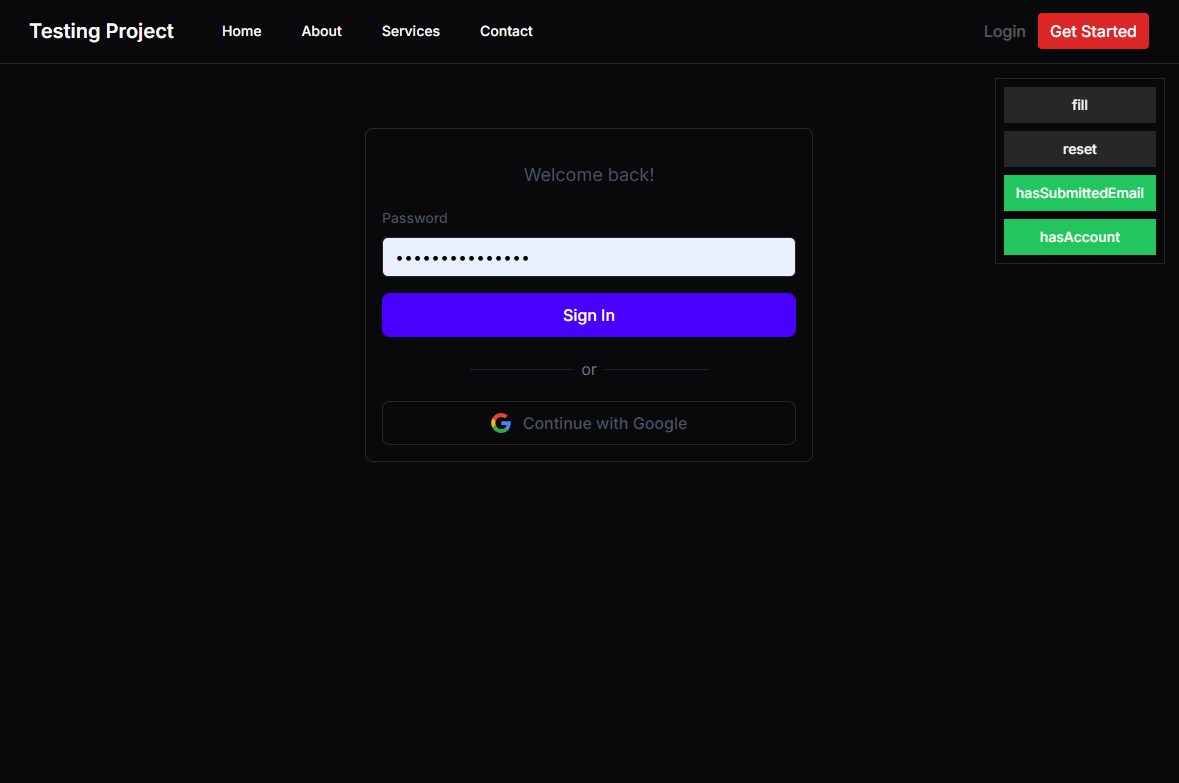 Testing Project Home About Services Contact Login Get Started
fill
reset
hasSubmittedEmail
hasAccount
Welcome back!
Password
•••••••••••••••
Sign In
or
Continue with Google